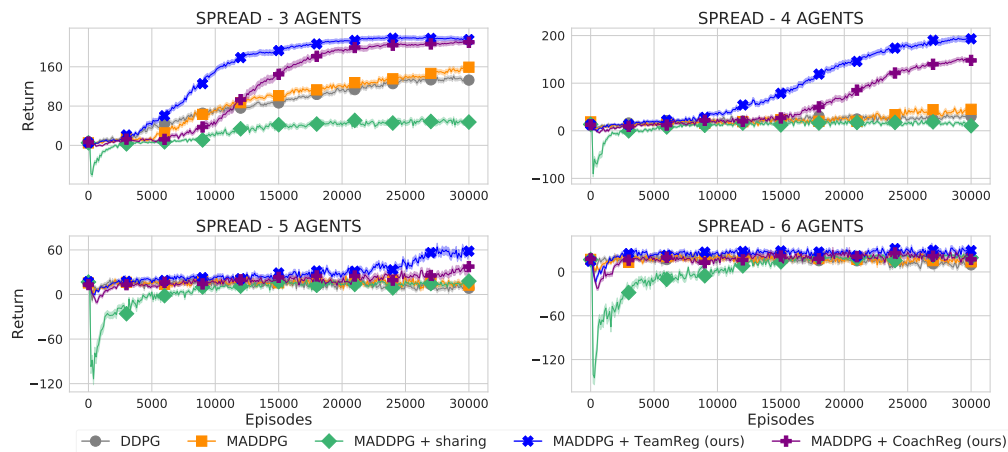 SPREAD - 3 AGENTS
Return
160
80
0
0 5000 10000 15000 20000 25000 30000
SPREAD - 4 AGENTS
200
100
0
−100
0 5000 10000 15000 20000 25000 30000
SPREAD - 5 AGENTS
Return
60
0
−60
−120
0 5000 10000 15000 20000 25000 30000
Episodes
SPREAD - 6 AGENTS
0
−60
−120
0 5000 10000 15000 20000 25000 30000
Episodes
DDPG MADDPG MADDPG + sharing MADDPG + TeamReg (ours) MADDPG + CoachReg (ours)